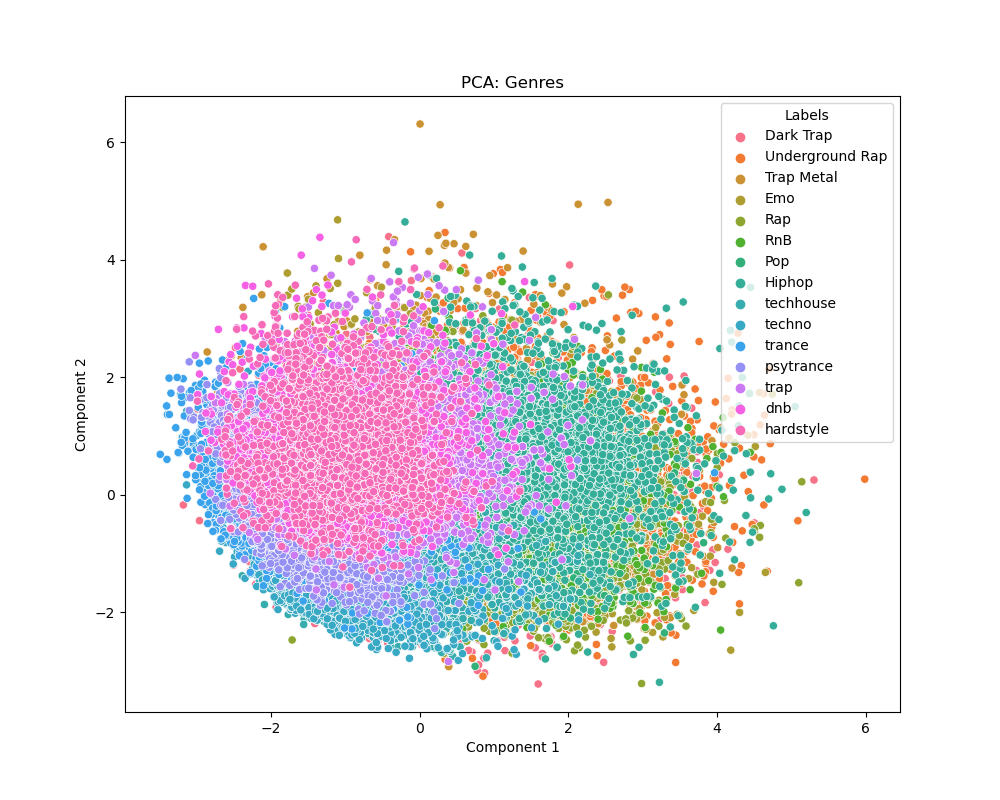 PCA: Genres
Labels
Dark Trap
Underground Rap
Trap Metal
Emo
Rap
RnB
Pop
Hiphop
techhouse
techno
trance
psytrance
trap
dnb
hardstyle
6
4
2
0
−2
Component 2
−2
0
2
4
6
Component 1